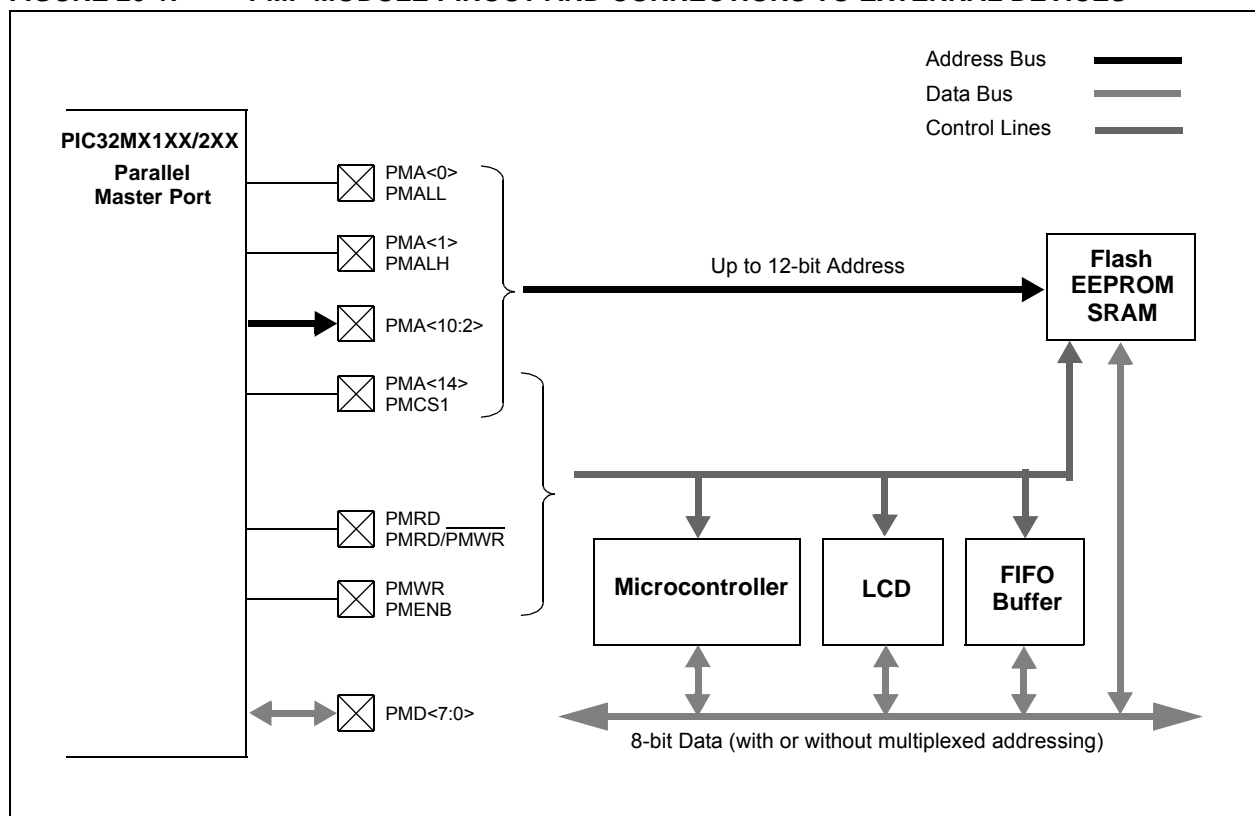 Address Bus
Data Bus
Control Lines
PIC32MX1XX/2XX
Parallel
Master Port
PMA<0>
PMALL
PMA<1>
PMALH
PMA<10:2>
PMA<14>
PMCS1
PMRD
PMRD/PMWR
PMWR
PMENB
PMD<7:0>
Up to 12-bit Address
Flash
EEPROM
SRAM
Microcontroller
LCD
FIFO
Buffer
8-bit Data (with or without multiplexed addressing)